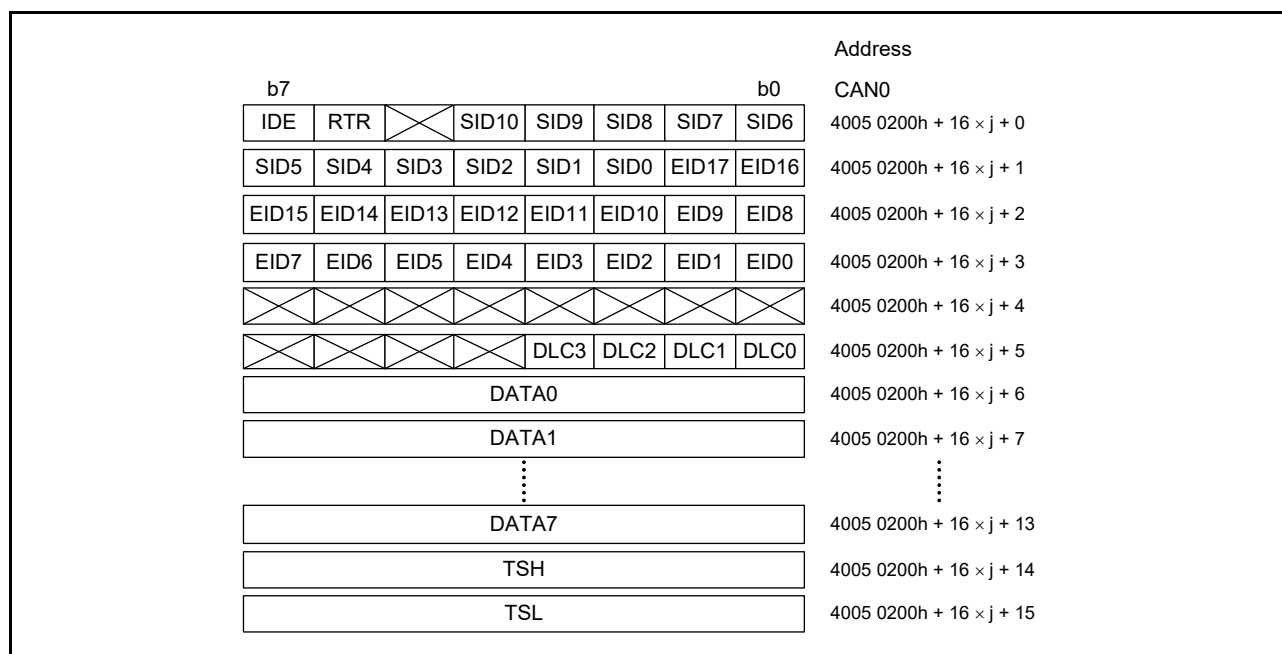 Address
b7 b0 CAN0
IDE RTR SID10 SID9 SID8 SID7 SID6 4005 0200h + 16 × j + 0
SID5 SID4 SID3 SID2 SID1 SID0 EID17 EID16 4005 0200h + 16 × j + 1
EID15 EID14 EID13 EID12 EID11 EID10 EID9 EID8 4005 0200h + 16 × j + 2
EID7 EID6 EID5 EID4 EID3 EID2 EID1 EID0 4005 0200h + 16 × j + 3
4005 0200h + 16 × j + 4
DLC3 DLC2 DLC1 DLC0 4005 0200h + 16 × j + 5
DATA0 4005 0200h + 16 × j + 6
DATA1 4005 0200h + 16 × j + 7
DATA7 4005 0200h + 16 × j + 13
TSH 4005 0200h + 16 × j + 14
TSL 4005 0200h + 16 × j + 15